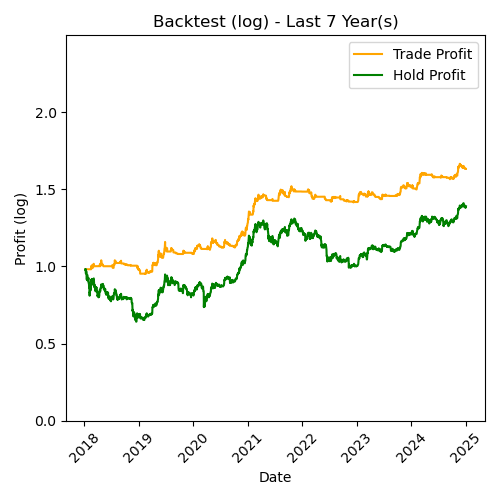 Backtest (log) - Last 7 Year(s)
Trade Profit
Hold Profit
Profit (log)
2.0
1.5
1.0
0.5
0.0
2018 2019 2020 2021 2022 2023 2024 2025
Date